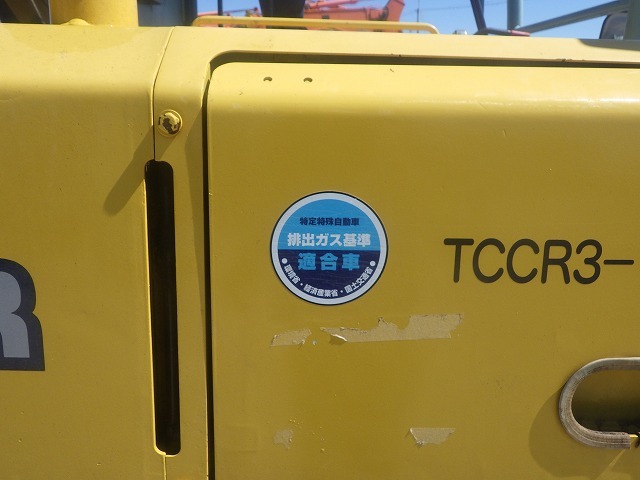 特定特殊自動車
排出ガス基準
適合車
●環境省・経済産業省・国土交通省●
TCCR3-
R